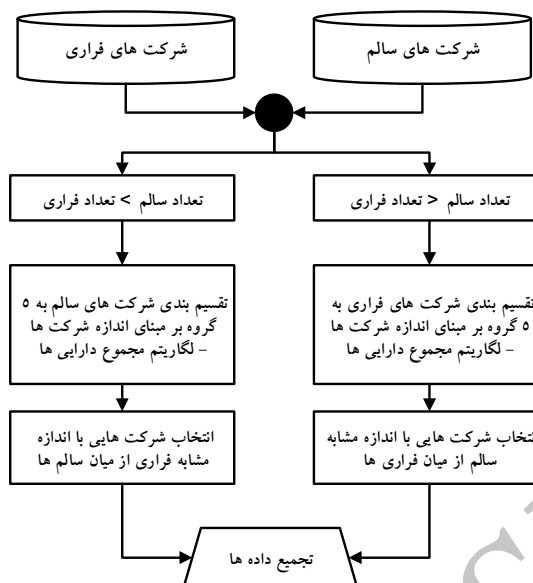 شرکت های سالم
شرکت های فراری
تعداد سالم < تعداد فراری
تعداد سالم > تعداد فراری
تقسیم بندی شرکت های فراری به
۵ گروه بر مبنای اندازه شرکت ها
– لگاریتم مجموع دارایی ها
تقسیم بندی شرکت های سالم به ۵
گروه بر مبنای اندازه شرکت ها
– لگاریتم مجموع دارایی ها
نتخاب شرکت هایی با اندازه مشابه
سالم از میان فراری ها
انتخاب شرکت هایی با اندازه
مشابه فراری از میان سالم ها
تجمیع داده ها